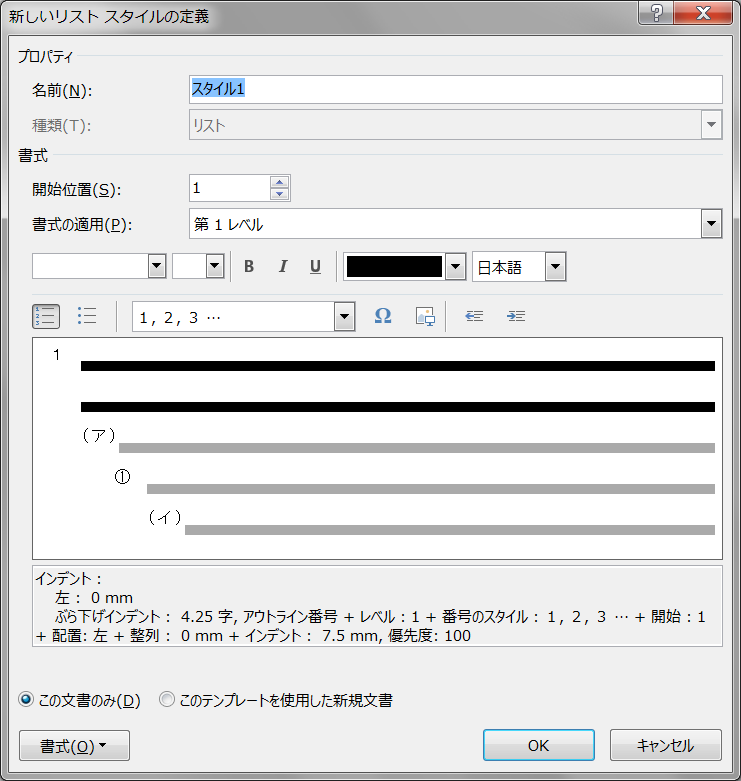 新しいリスト スタイルの定義
プロパティ
名前(N):
スタイル1
種類(T):
リスト
書式
開始位置(S):
1
書式の適用(P):
第 1 レベル
B I U 日本語
1, 2, 3 … Ω
1
(ア)
①
(イ)
インデント :
左 : 0 mm
ぶら下げインデント : 4.25 字, アウトライン番号 + レベル : 1 + 番号のスタイル : 1, 2, 3 … + 開始 : 1
+ 配置: 左 + 整列 : 0 mm + インデント : 7.5 mm, 優先度: 100
この文書のみ(D) このテンプレートを使用した新規文書
書式(O) OK キャンセル